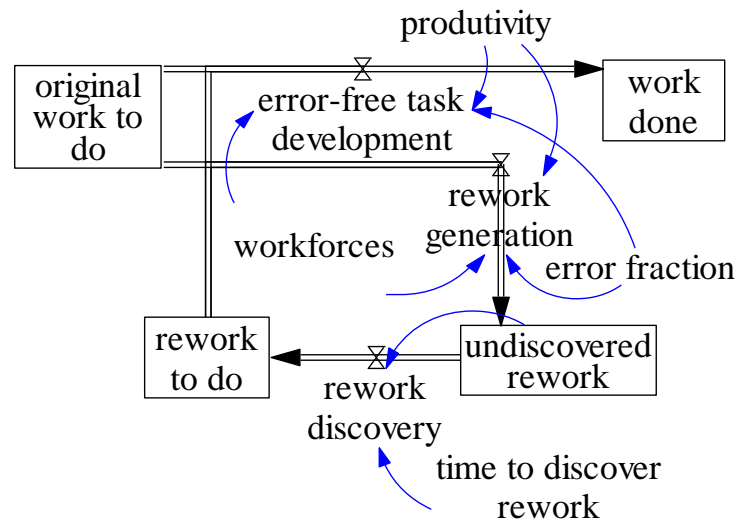 produtivity
original
work to
do
work
done
error-free task
development
rework
generation
workforces
error fraction
rework
to do
undiscovered
rework
rework
discovery
time to discover
rework